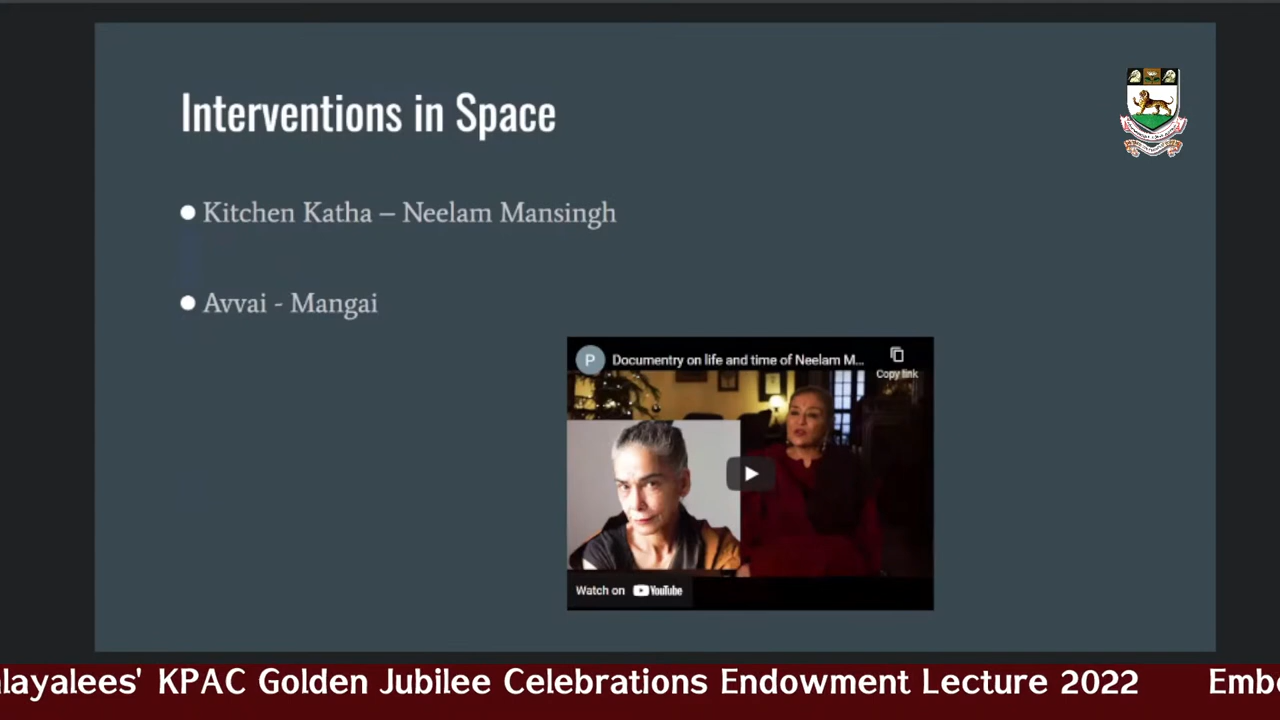 Interventions in Space
Kitchen Katha – Neelam Mansingh
Avvai - Mangai
P Documentry on life and time of Neelam M...
Copy link
Watch on YouTube
layalees' KPAC Golden Jubilee Celebrations Endowment Lecture 2022 Emb